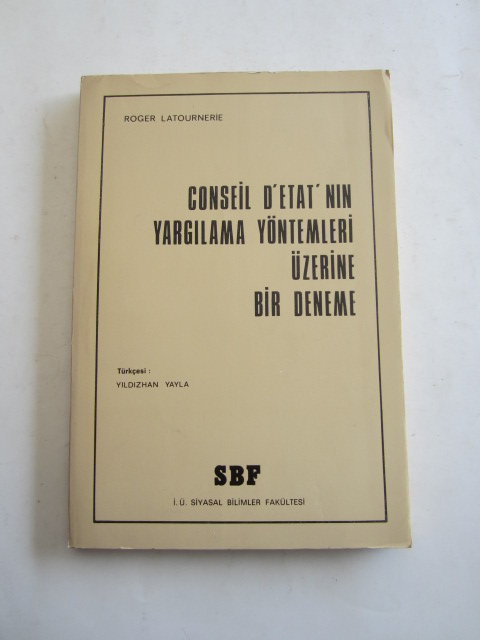 ROGER LATOURNERIE
CONSEİL D'ETAT'NIN
YARGILAMA YÖNTEMLERİ
ÜZERİNE
BİR DENEME
Türkçesi :
YILDIZHAN YAYLA
SBF
İ. Ü. SİYASAL BİLİMLER FAKÜLTESİ